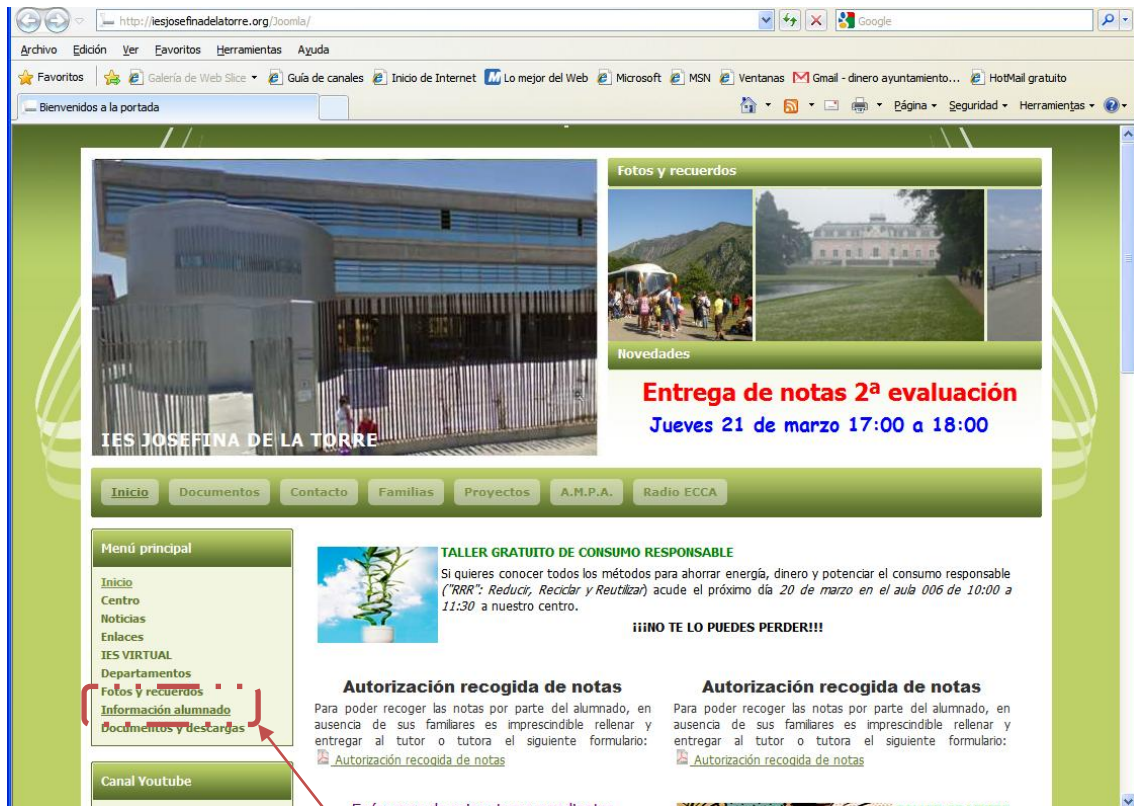 http://iesjosefinadelatorre.org/Joomla/
Google
Archivo Edición Ver Favoritos Herramientas Ayuda
Favoritos Galería de Web Slice Guía de canales Inicio de Internet Lo mejor del Web Microsoft MSN Ventanas Gmail - dinero ayuntamiento... HotMail gratuito
Bienvenidos a la portada
Página Seguridad Herramientas
Fotos y recuerdos
Novedades
Entrega de notas 2ª evaluación
Jueves 21 de marzo 17:00 a 18:00
IES JOSEFINA DE LA TORRE
Inicio Documentos Contacto Familias Proyectos A.M.P.A. Radio ECCA
Menú principal
Inicio
Centro
Noticias
Enlaces
IES VIRTUAL
Departamentos
Fotos y recuerdos
Información alumnado
Documentos y descargas
Canal Youtube
TALLER GRATUITO DE CONSUMO RESPONSABLE
Si quieres conocer todos los métodos para ahorrar energía, dinero y potenciar el consumo responsable
("RRR": Reducir, Reciclar y Reutilizar) acude el próximo día 20 de marzo en el aula 006 de 10:00 a
11:30 a nuestro centro.
¡¡¡NO TE LO PUEDES PERDER!!!
Autorización recogida de notas
Para poder recoger las notas por parte del alumnado, en
ausencia de sus familiares es imprescindible rellenar y
entregar al tutor o tutora el siguiente formulario:
Autorización recogida de notas
Autorización recogida de notas
Para poder recoger las notas por parte del alumnado, en
ausencia de sus familiares es imprescindible rellenar y
entregar al tutor o tutora el siguiente formulario:
Autorización recogida de notas